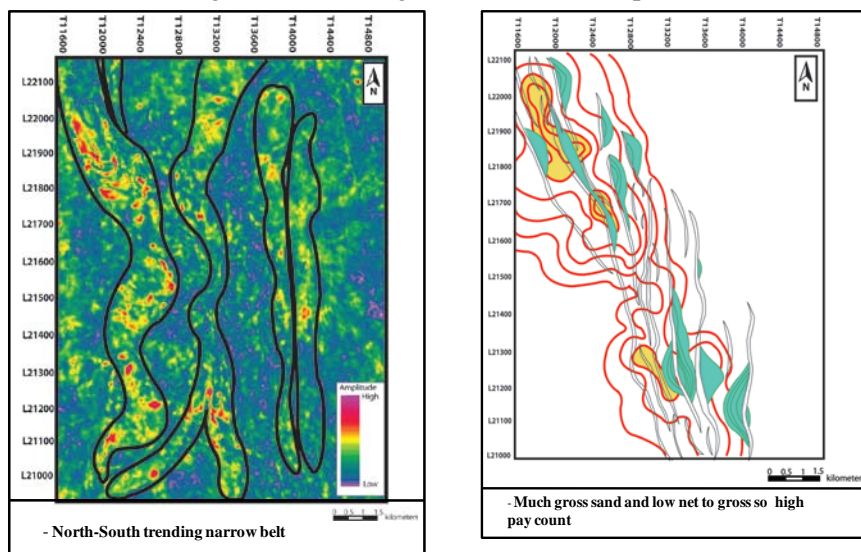 T11600 T12000 T12400 T12800 T13200 T13600 T14000 T14400 T14800
L22100
L22000
L21900
L21800
L21700
L21600
L21500
L21400
L21300
L21200
L21100
L21000
N
Amplitude
High
Low
0 0.5 1 1.5
kilometers
- North-South trending narrow belt
T11600 T12000 T12400 T12800 T13200 T13600 T14000 T14400 T14800
L22100
L22000
L21900
L21800
L21700
L21600
L21500
L21400
L21300
L21200
L21100
L21000
N
0 0.5 1 1.5
kilometers
- Much gross sand and low net to gross so high
pay count